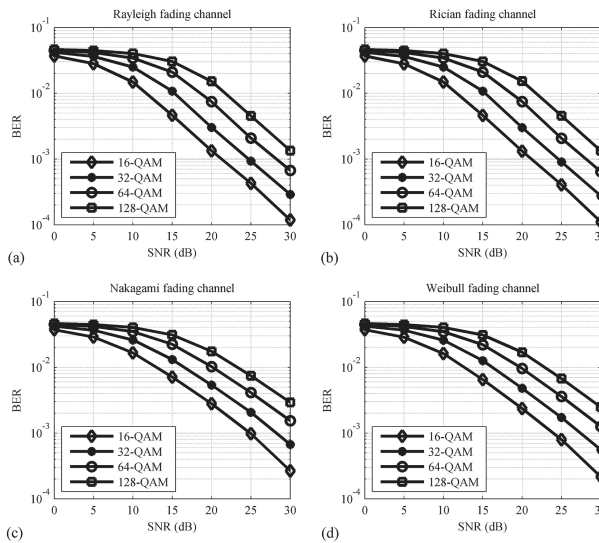 Rayleigh fading channel
10^-1
10^-2
10^-3
10^-4
BER
16-QAM
32-QAM
64-QAM
128-QAM
0 5 10 15 20 25 30
SNR (dB)
(a)
Rician fading channel
10^-1
10^-2
10^-3
10^-4
BER
16-QAM
32-QAM
64-QAM
128-QAM
0 5 10 15 20 25 30
SNR (dB)
(b)
Nakagami fading channel
10^-1
10^-2
10^-3
10^-4
BER
16-QAM
32-QAM
64-QAM
128-QAM
0 5 10 15 20 25 30
SNR (dB)
(c)
Weibull fading channel
10^-1
10^-2
10^-3
10^-4
BER
16-QAM
32-QAM
64-QAM
128-QAM
0 5 10 15 20 25 30
SNR (dB)
(d)